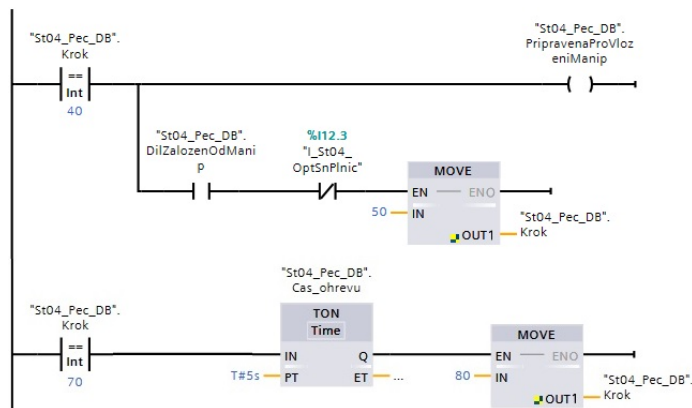 "St04_Pec_DB".
Krok
==
Int
40
"St04_Pec_DB".
PripravenaProVloz
eniManip
"St04_Pec_DB".
DilZalozenOdMani
p
%I12.3
"I_St04_
OptSnPlnic"
MOVE
EN ENO
50 IN
OUT1
"St04_Pec_DB".
Krok
"St04_Pec_DB".
Krok
==
Int
70
"St04_Pec_DB".
Cas_ohrevu
TON
Time
IN Q
T#5s PT ET ...
MOVE
EN ENO
80 IN
OUT1
"St04_Pec_DB".
Krok